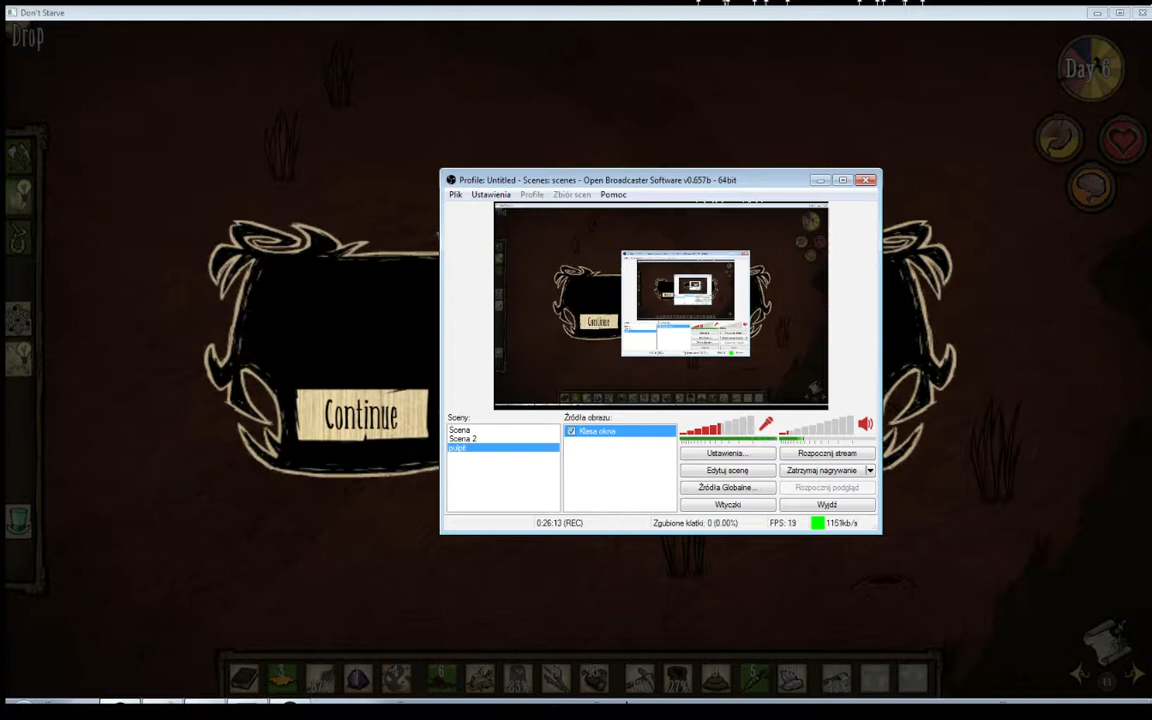 Don't Starve
Drop
Day 6
Profile: Untitled - Scenes: scenes - Open Broadcaster Software v0.657b - 64bit
Plik Ustawienia Profile Zbiór scen Pomoc
Continue
Continue
Sceny: Źródła obrazu:
Scena
Scena 2
pulpit
Klasa okna
Ustawienia... Rozpocznij stream
Edytuj scenę Zatrzymaj nagrywanie
Źródła Globalne... Rozpocznij podgląd
Wtyczki Wyjdź
0:26:13 (REC) Zgubione klatki: 0 (0.00%) FPS: 19 1151kb/s